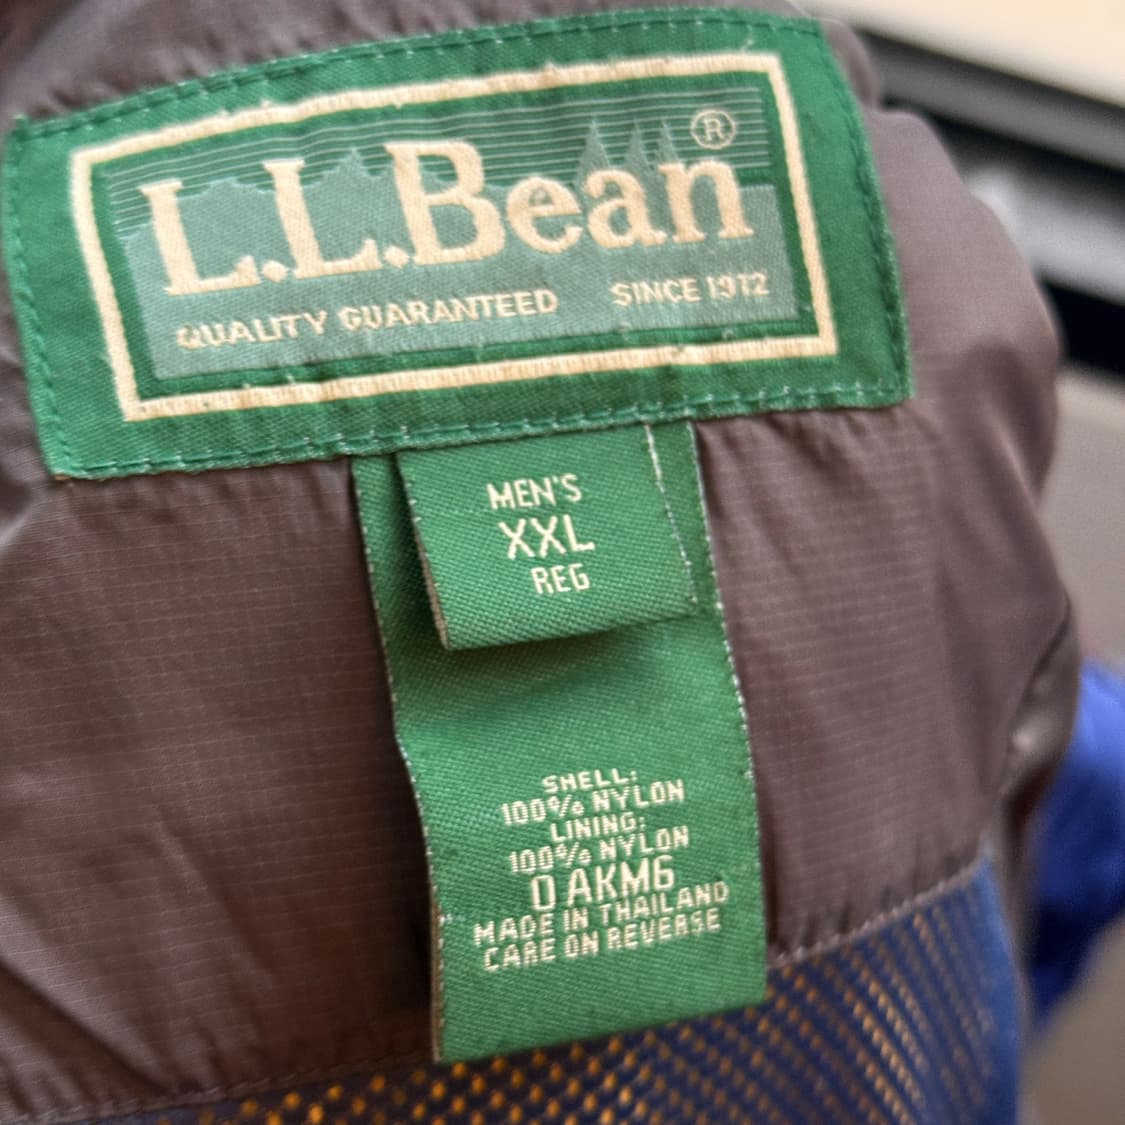 L.L.Bean®
QUALITY GUARANTEED SINCE 1912
MEN'S
XXL
REG
SHELL:
100% NYLON
LINING:
100% NYLON
0 AKM6
MADE IN THAILAND
CARE ON REVERSE